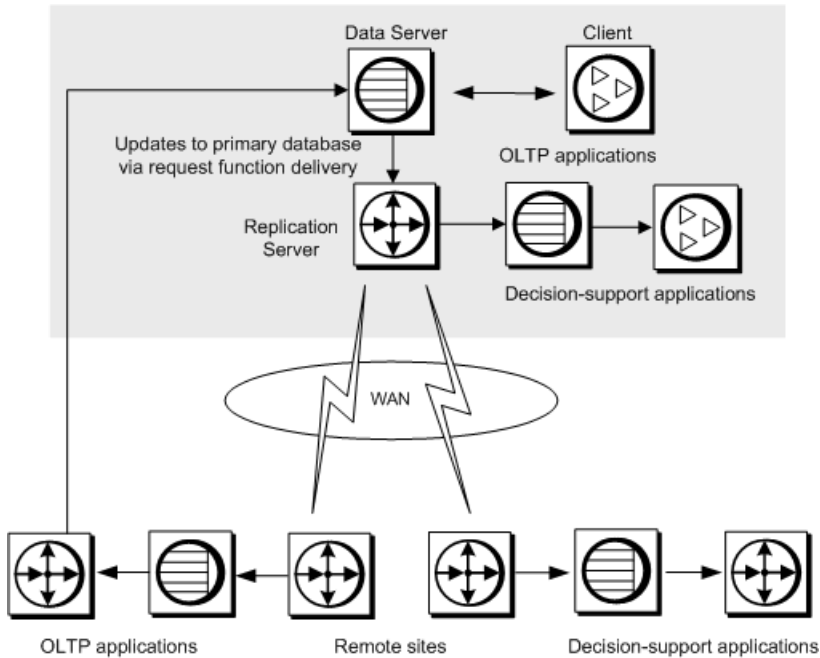 Data Server
Client
Updates to primary database
via request function delivery
OLTP applications
Replication
Server
Decision-support applications
WAN
OLTP applications
Remote sites
Decision-support applications